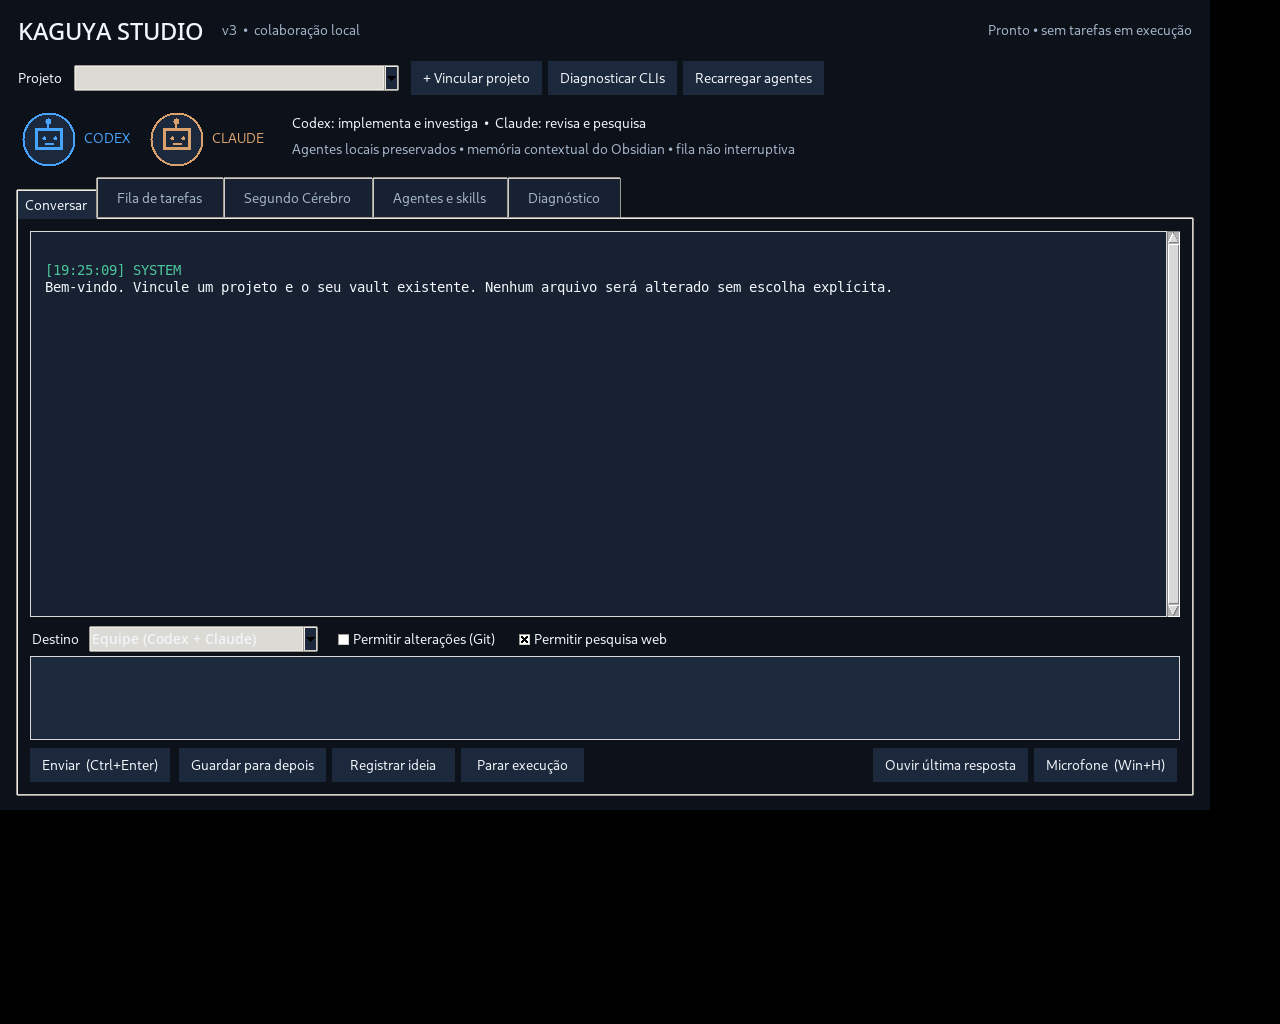 KAGUYA STUDIO v3 • colaboração local Pronto • sem tarefas em execução
Projeto + Vincular projeto Diagnosticar CLIs Recarregar agentes
CODEX CLAUDE
Codex: implementa e investiga • Claude: revisa e pesquisa
Agentes locais preservados • memória contextual do Obsidian • fila não interruptiva
Conversar Fila de tarefas Segundo Cérebro Agentes e skills Diagnóstico
[19:25:09] SYSTEM
Bem-vindo. Vincule um projeto e o seu vault existente. Nenhum arquivo será alterado sem escolha explícita.
Destino Equipe (Codex + Claude) Permitir alterações (Git) Permitir pesquisa web
Enviar (Ctrl+Enter) Guardar para depois Registrar ideia Parar execução Ouvir última resposta Microfone (Win+H)